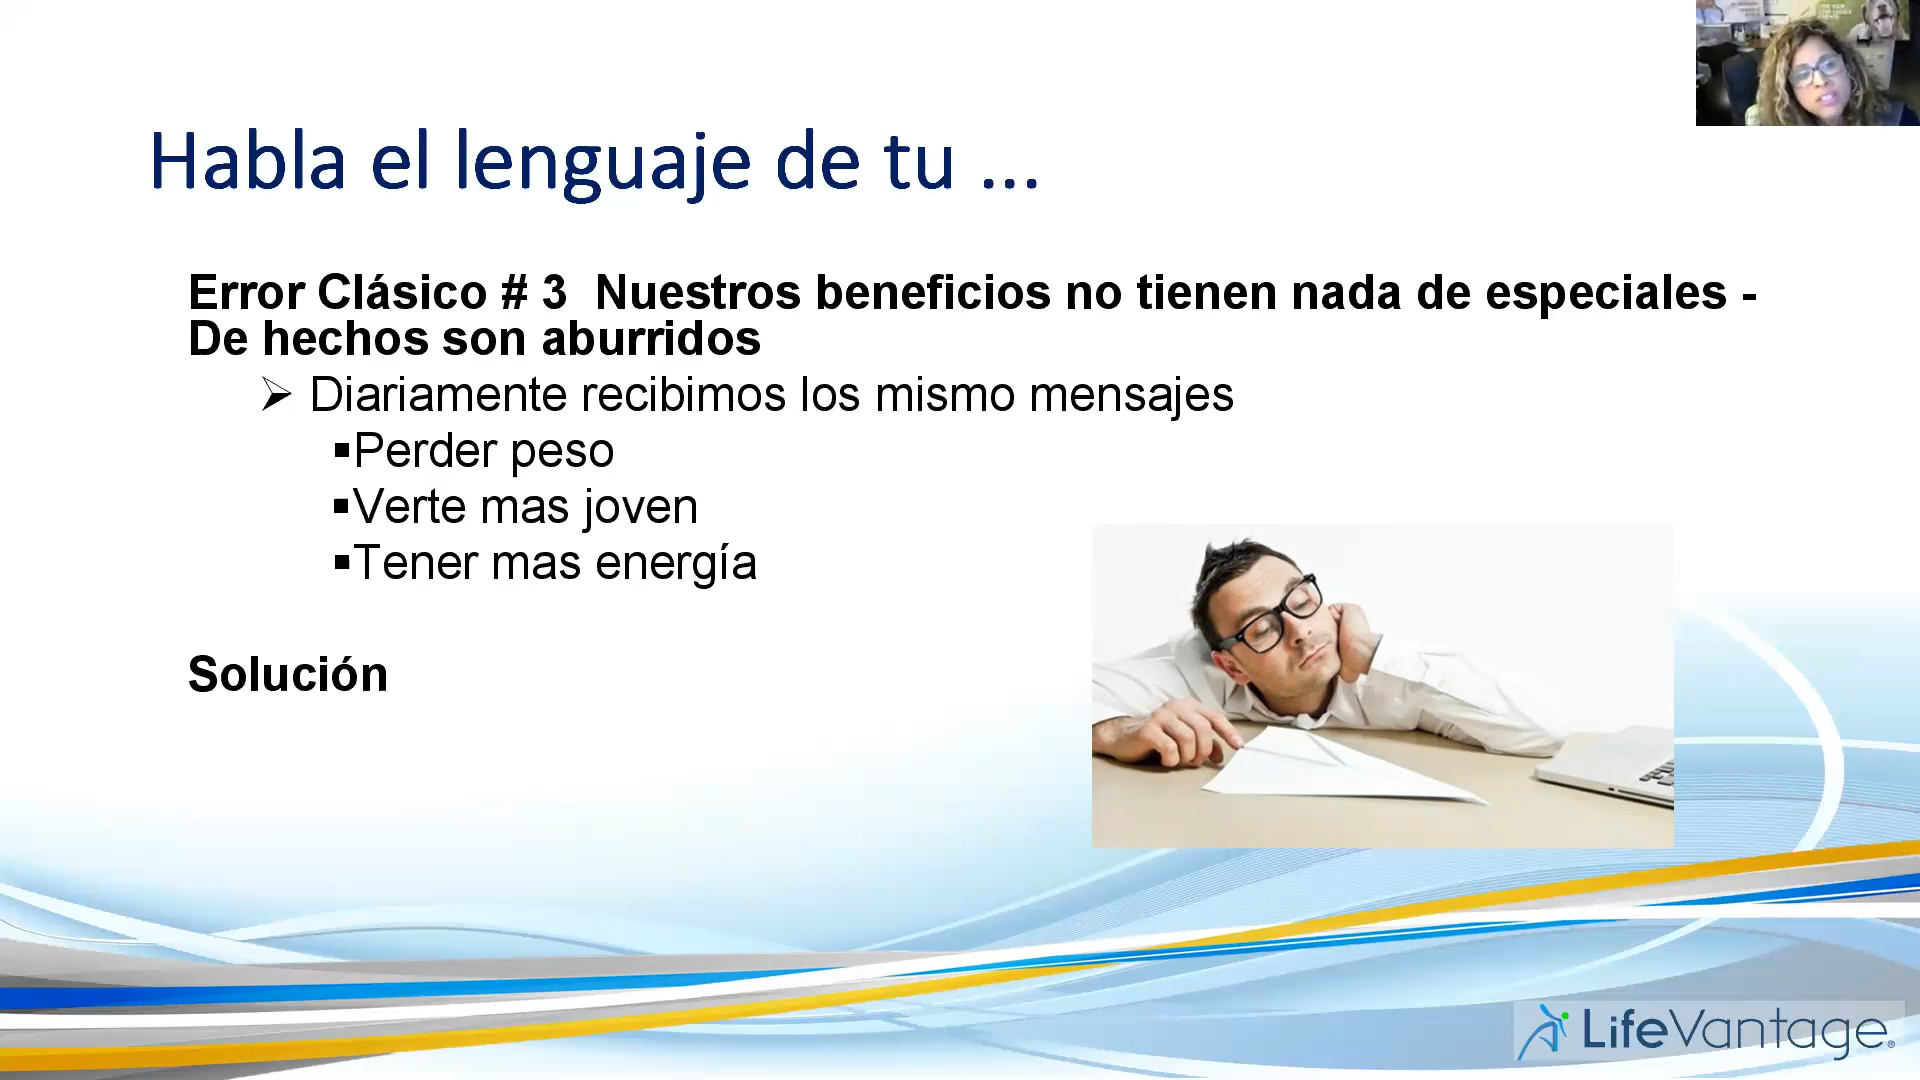 Habla el lenguaje de tu ...
Error Clásico # 3 Nuestros beneficios no tienen nada de especiales -
De hechos son aburridos
➢ Diariamente recibimos los mismo mensajes
▪Perder peso
▪Verte mas joven
▪Tener mas energía
Solución
LifeVantage®